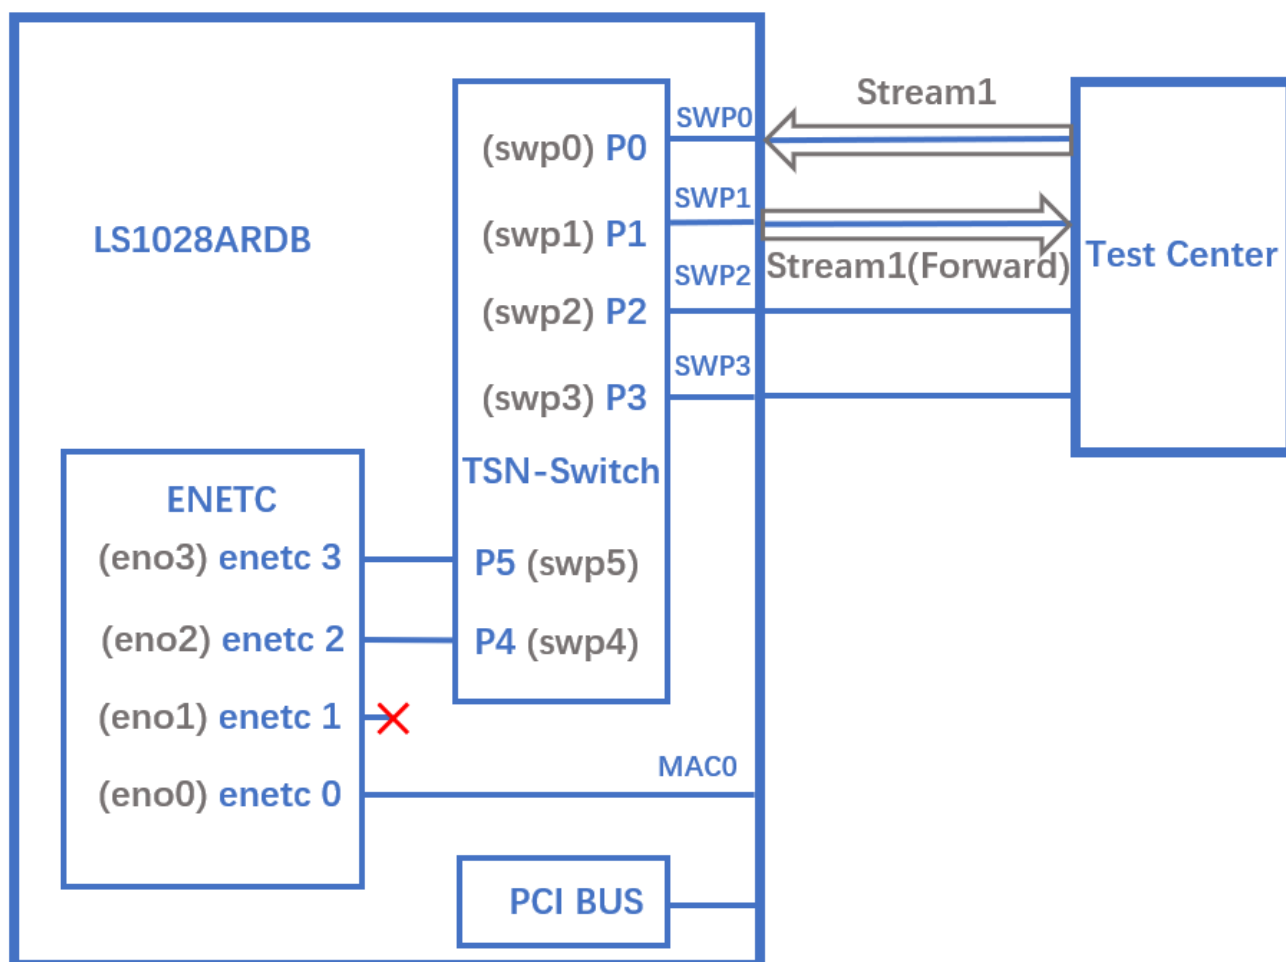 Stream1
SWP0
(swp0) P0
SWP1
(swp1) P1
LS1028ARDB
Test Center
Stream1(Forward)
SWP2
(swp2) P2
SWP3
(swp3) P3
TSN-Switch
ENETC
(eno3) enetc 3
P5 (swp5)
(eno2) enetc 2
P4 (swp4)
(eno1) enetc 1
MAC0
(eno0) enetc 0
PCI BUS